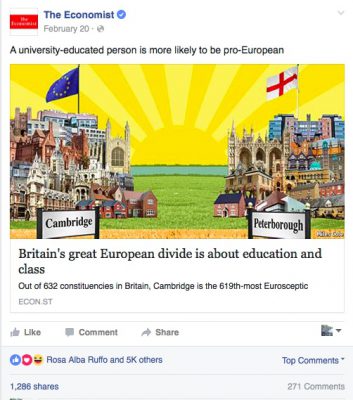 The Economist
The Economist
February 20
A university-educated person is more likely to be pro-European
Cambridge
Peterborough
Britain's great European divide is about education and
class
Out of 632 constituencies in Britain, Cambridge is the 619th-most Eurosceptic
ECON.ST
Like Comment Share
Rosa Alba Ruffo and 5K others Top Comments
1,286 shares 271 Comments